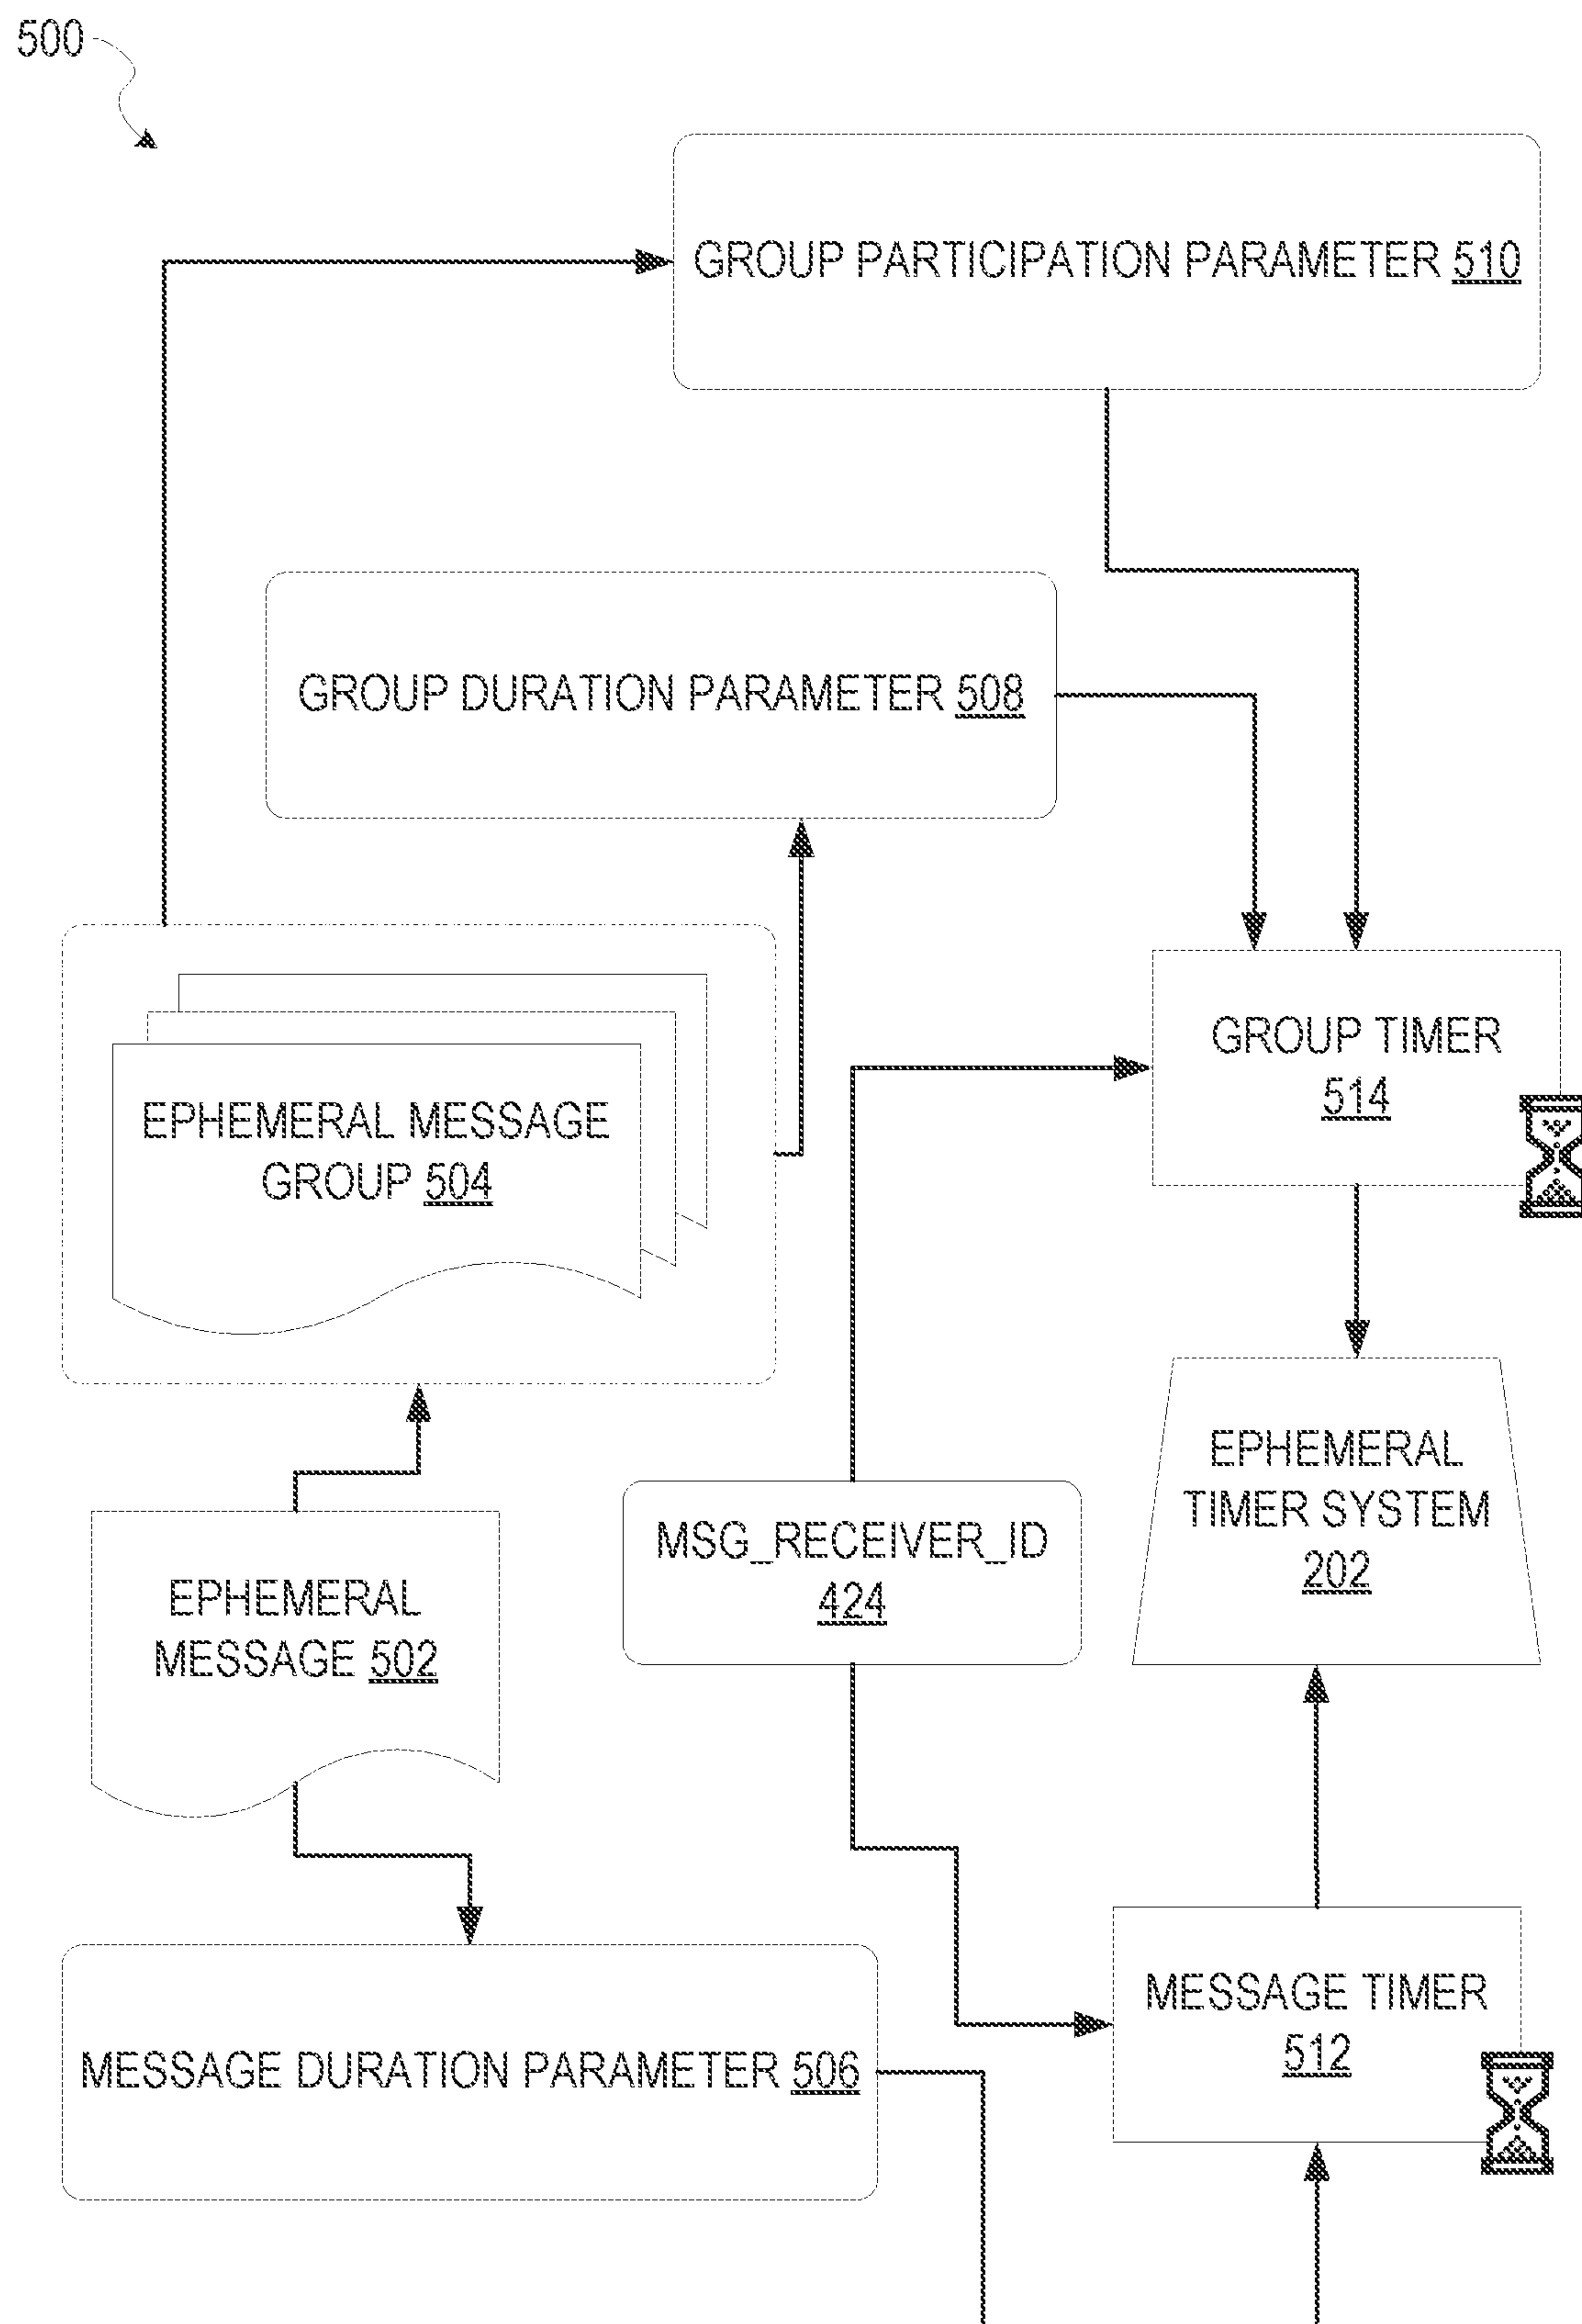 500
GROUP PARTICIPATION PARAMETER 510
GROUP DURATION PARAMETER 508
GROUP TIMER
514
EPHEMERAL MESSAGE
GROUP 504
EPHEMERAL
TIMER SYSTEM
202
MSG_RECEIVER_ID
424
EPHEMERAL
MESSAGE 502
MESSAGE TIMER
512
MESSAGE DURATION PARAMETER 506